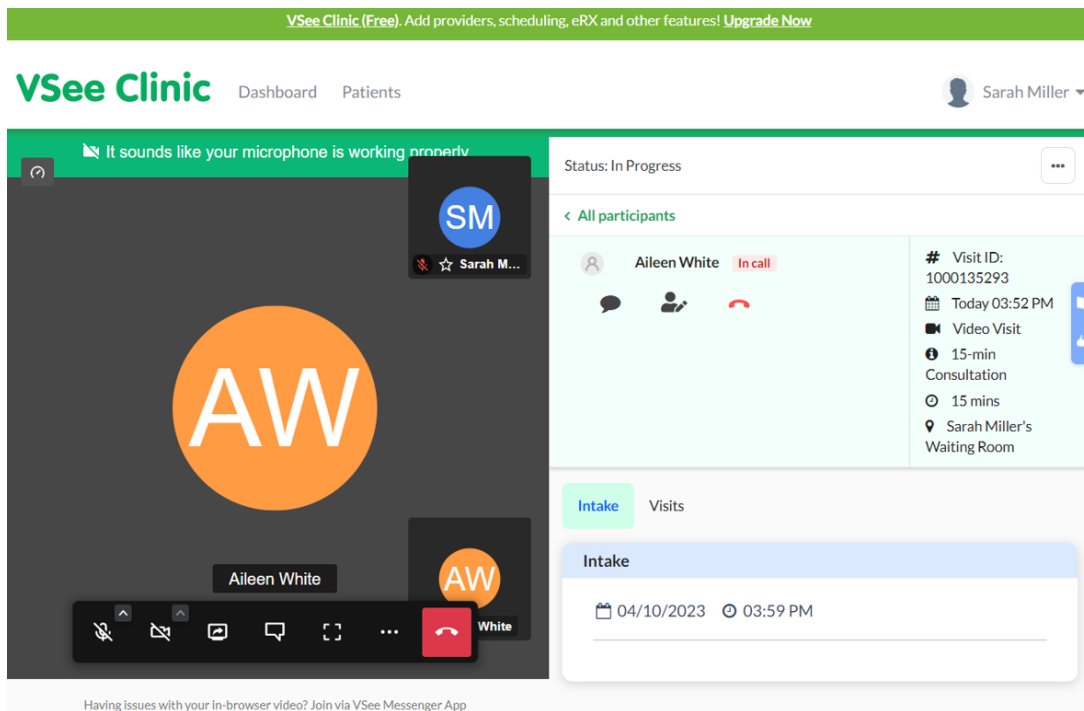 VSee Clinic (Free). Add providers, scheduling, eRX and other features! Upgrade Now
VSee Clinic
Dashboard
Patients
Sarah Miller
It sounds like your microphone is working properly
SM
Sarah M...
AW
Aileen White
AW
White
Having issues with your in-browser video? Join via VSee Messenger App
Status: In Progress
All participants
Aileen White
In call
# Visit ID:
1000135293
Today 03:52 PM
Video Visit
15-min
Consultation
15 mins
Sarah Miller's
Waiting Room
Intake
Visits
Intake
04/10/2023
03:59 PM